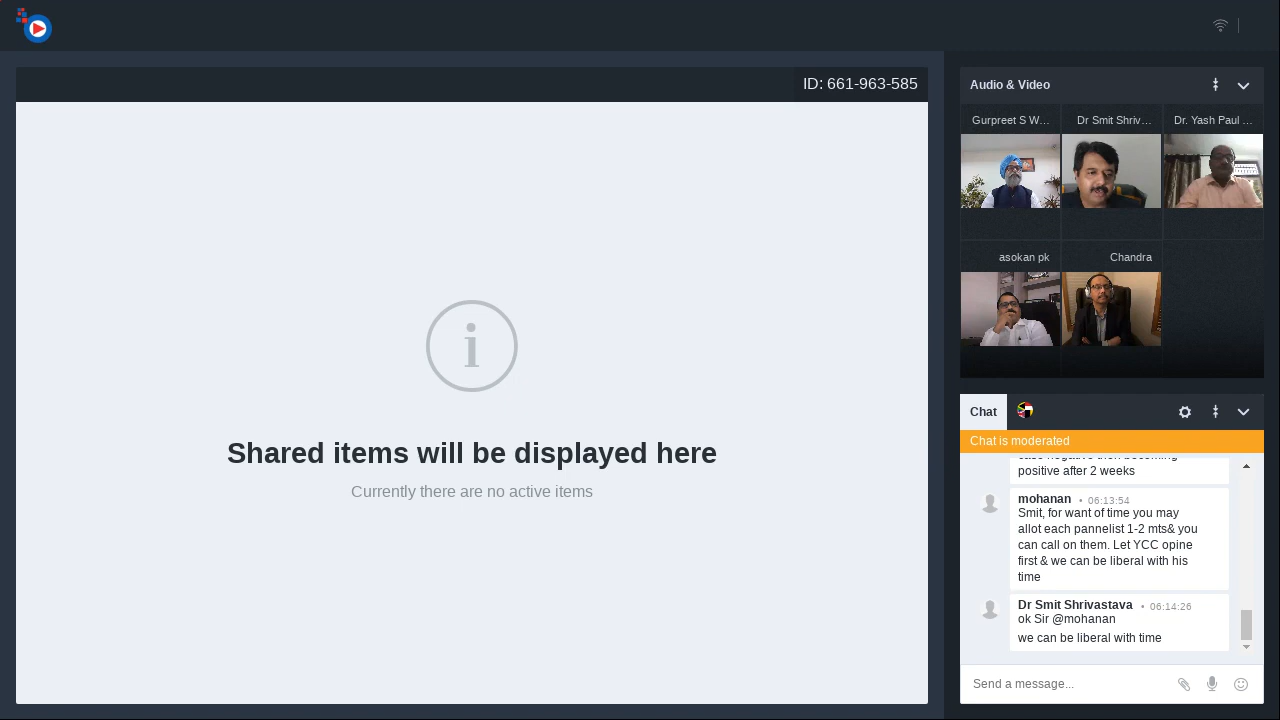 ID: 661-963-585
Shared items will be displayed here
Currently there are no active items
Audio & Video
Gurpreet S W...
Dr Smit Shriv...
Dr. Yash Paul ...
asokan pk
Chandra
Chat
Chat is moderated
case negative then becoming
positive after 2 weeks
mohanan • 06:13:54
Smit, for want of time you may
allot each pannelist 1-2 mts& you
can call on them. Let YCC opine
first & we can be liberal with his
time
Dr Smit Shrivastava • 06:14:26
ok Sir @mohanan
we can be liberal with time
Send a message...